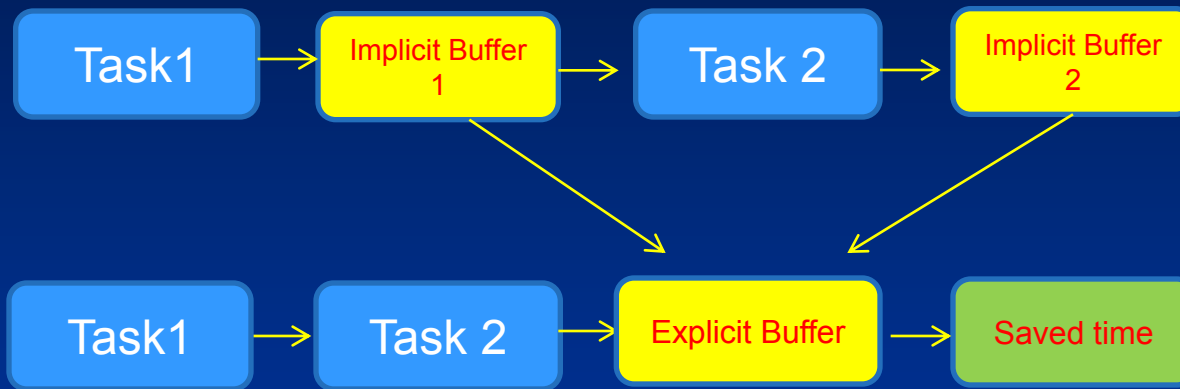 Task1
Implicit Buffer
1
Task 2
Implicit Buffer
2
Task1
Task 2
Explicit Buffer
Saved time